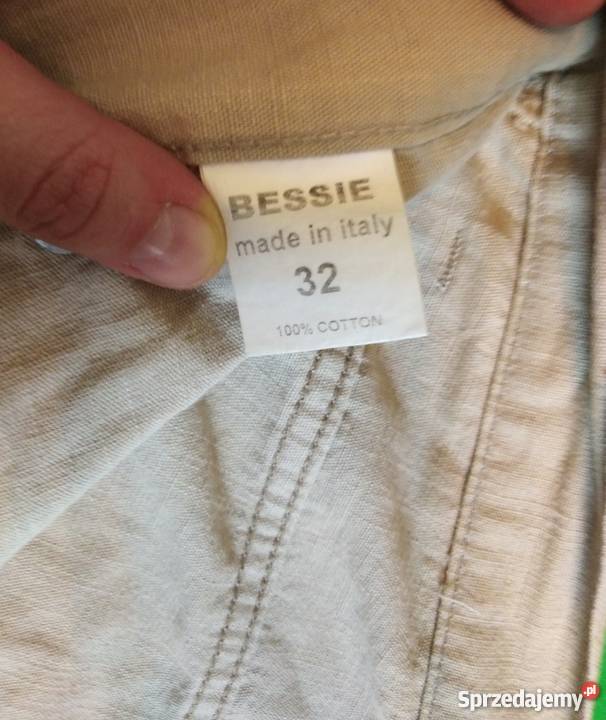 BESSIE
made in italy
32
100% COTTON
Sprzedajemy.pl